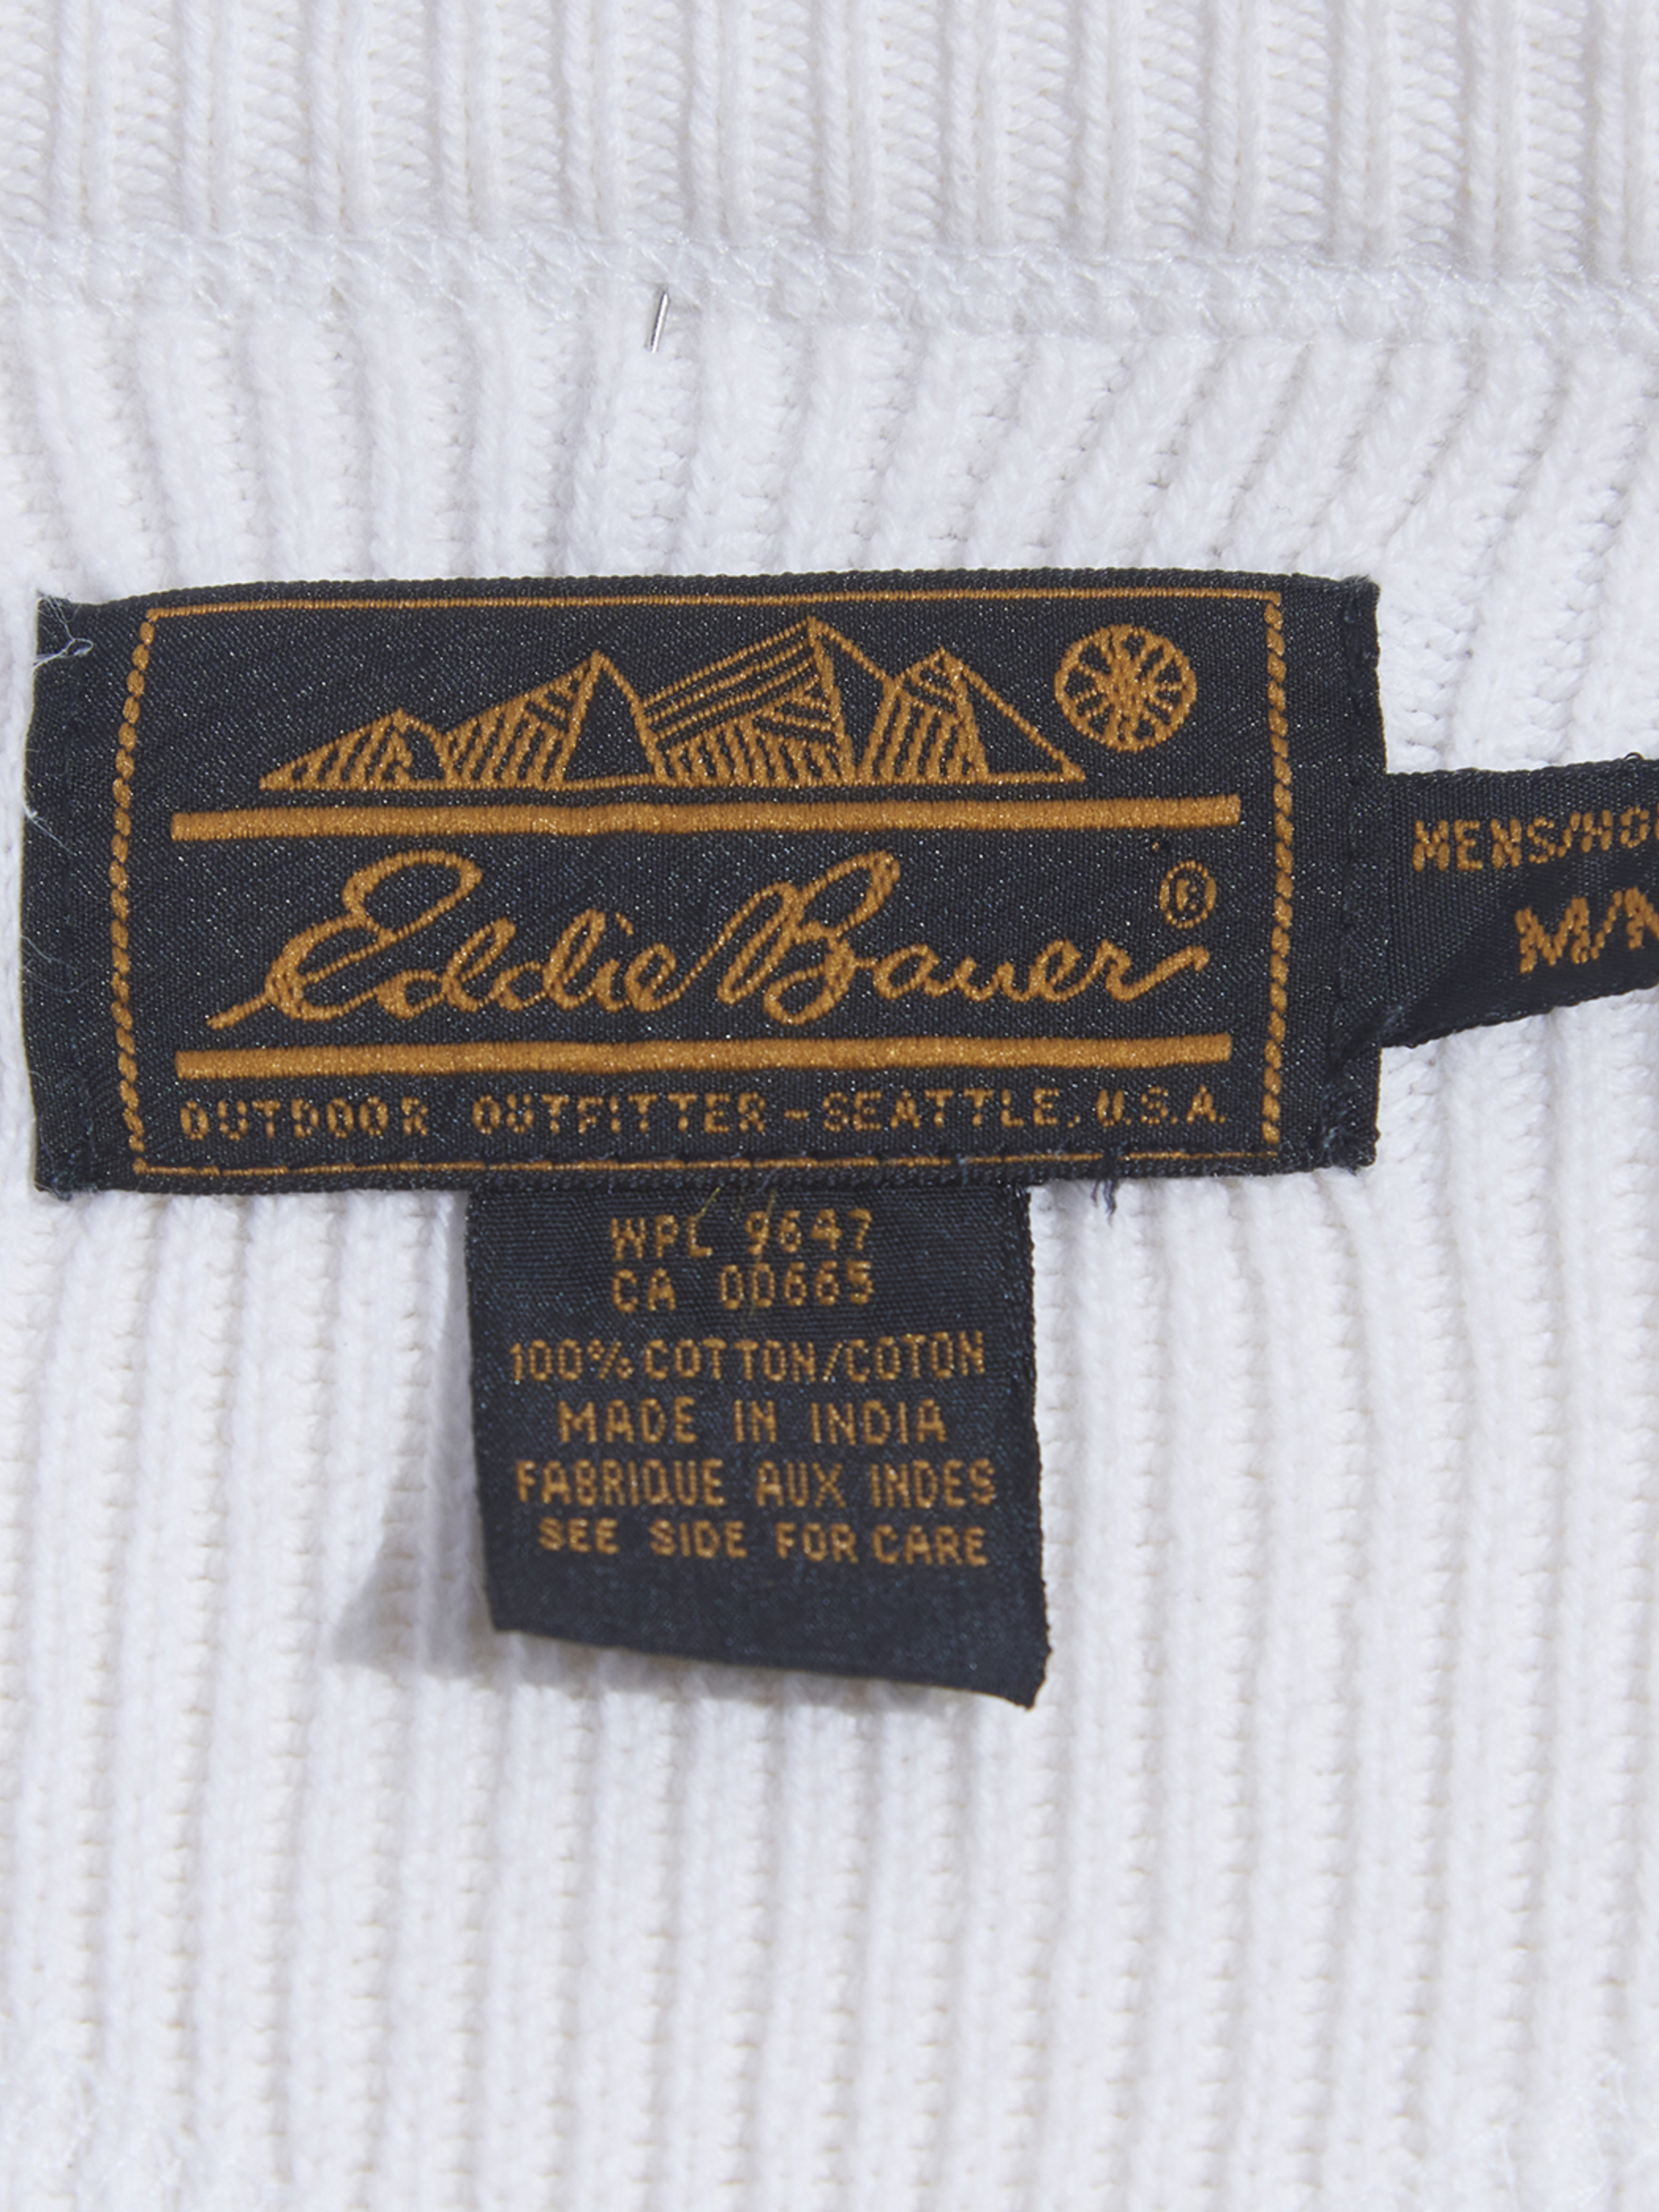 Eddie Bauer ®
OUTDOOR OUTFITTER - SEATTLE, U.S.A.
WPL 9647
CA 00665
100% COTTON/COTON
MADE IN INDIA
FABRIQUE AUX INDES
SEE SIDE FOR CARE